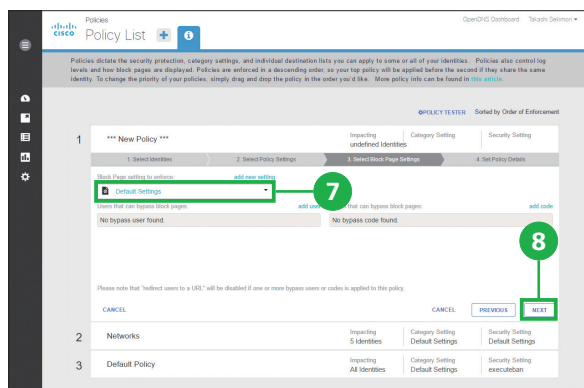 Policies
OpenDNS Dashboard Takashi Sekimori
CISCO
Policy List
Policies dictate the security protection, category settings, and individual destination lists you can apply to some or all of your identities. Policies also control log
levels and how block pages are displayed. Policies are enforced in a descending order, so your top policy will be applied before the second if they share the same
identity. To change the priority of your policies, simply drag and drop the policy in the order you'd like. More policy info can be found in this article.
POLICY TESTER Sorted by Order of Enforcement
1 *** New Policy *** Impacting undefined Identities Category Setting Security Setting
1. Select Identities 2. Select Policy Settings 3. Select Block Page Settings 4. Set Policy Details
Block Page setting to enforce: add new setting
Default Settings
7
Users that can bypass block pages: add user that can bypass block pages: add code
No bypass user found. No bypass code found.
8
Please note that "redirect users to a URL" will be disabled if one or more bypass users or codes is applied to this policy.
CANCEL CANCEL PREVIOUS NEXT
2 Networks Impacting 5 Identities Category Setting Default Settings Security Setting Default Settings
3 Default Policy Impacting All Identities Category Setting Default Settings Security Setting executeban